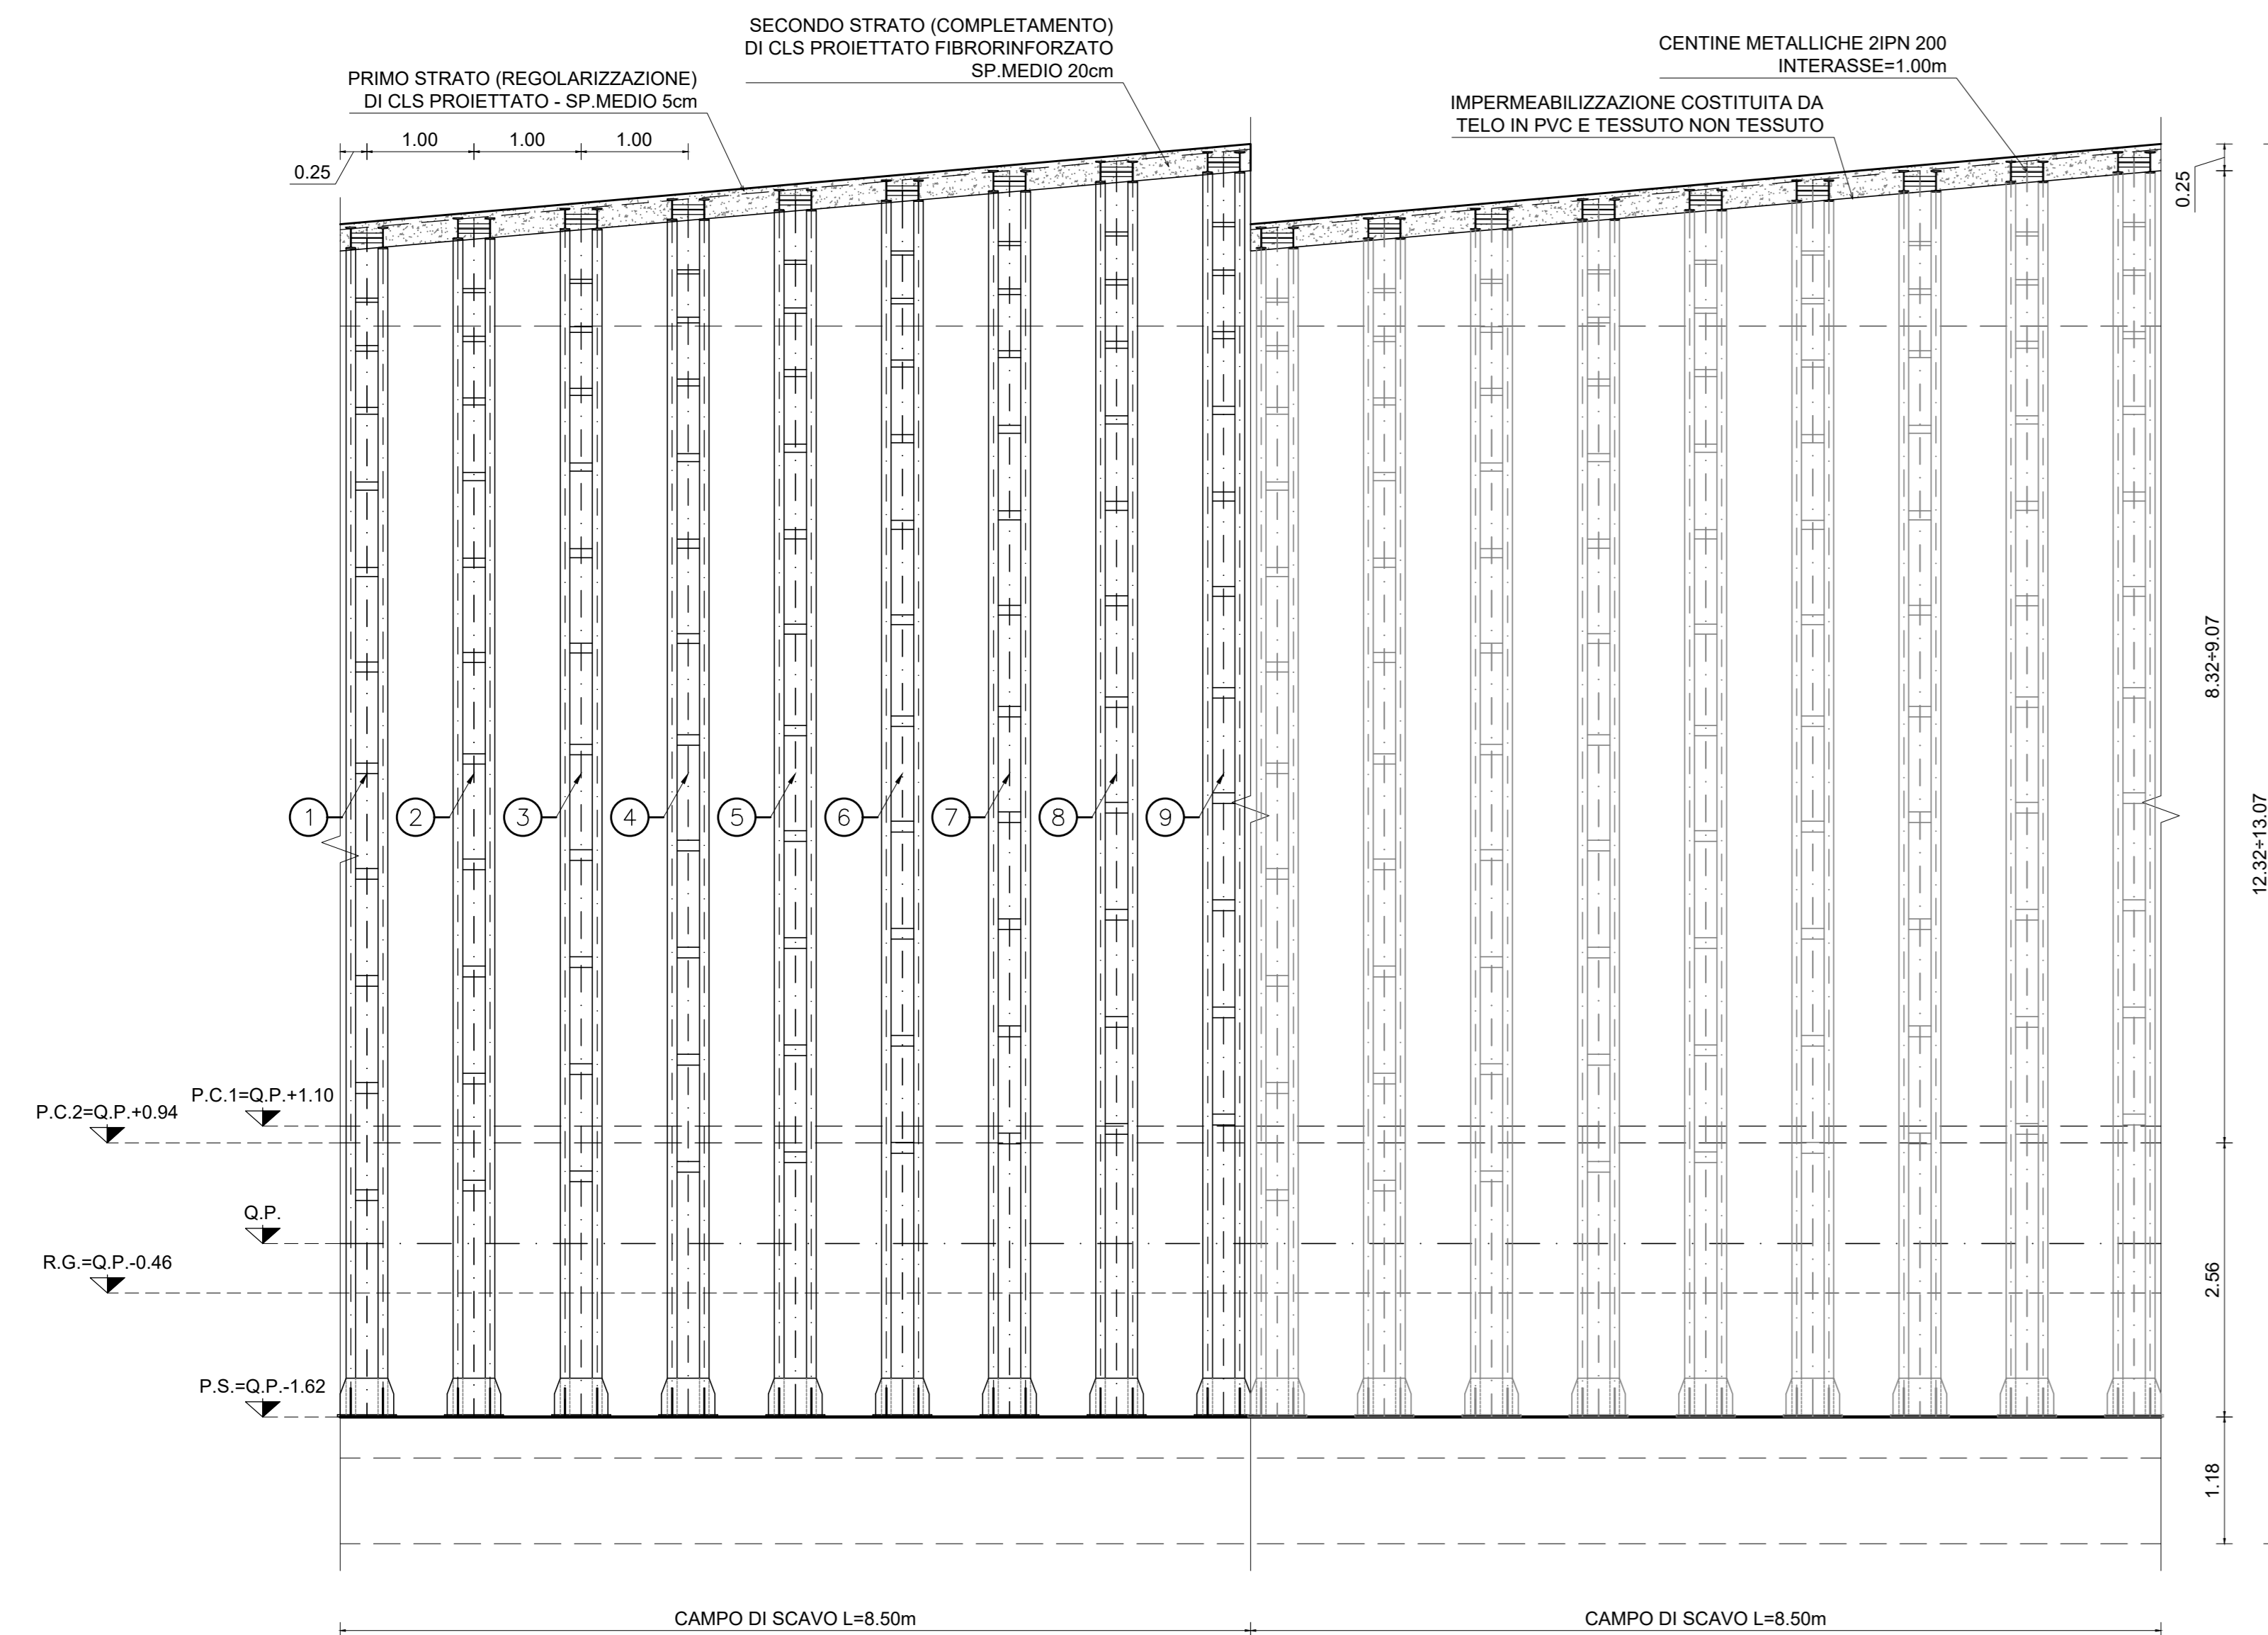 SECONDO STRATO (COMPLETAMENTO)
DI CLS PROIETTATO FIBRORINFORZATO
SP.MEDIO 20cm
CENTINE METALLICHE 2IPN 200
INTERASSE=1.00m
PRIMO STRATO (REGOLARIZZAZIONE)
DI CLS PROIETTATO - SP.MEDIO 5cm
IMPERMEABILIZZAZIONE COSTITUITA DA
TELO IN PVC E TESSUTO NON TESSUTO
1.00
1.00
1.00
0.25
0.25
8.32÷9.07
12.32÷13.07
1
2
3
4
5
6
7
8
9
P.C.1=Q.P.+1.10
P.C.2=Q.P.+0.94
Q.P.
R.G.=Q.P.-0.46
2.56
P.S.=Q.P.-1.62
1.18
CAMPO DI SCAVO L=8.50m
CAMPO DI SCAVO L=8.50m